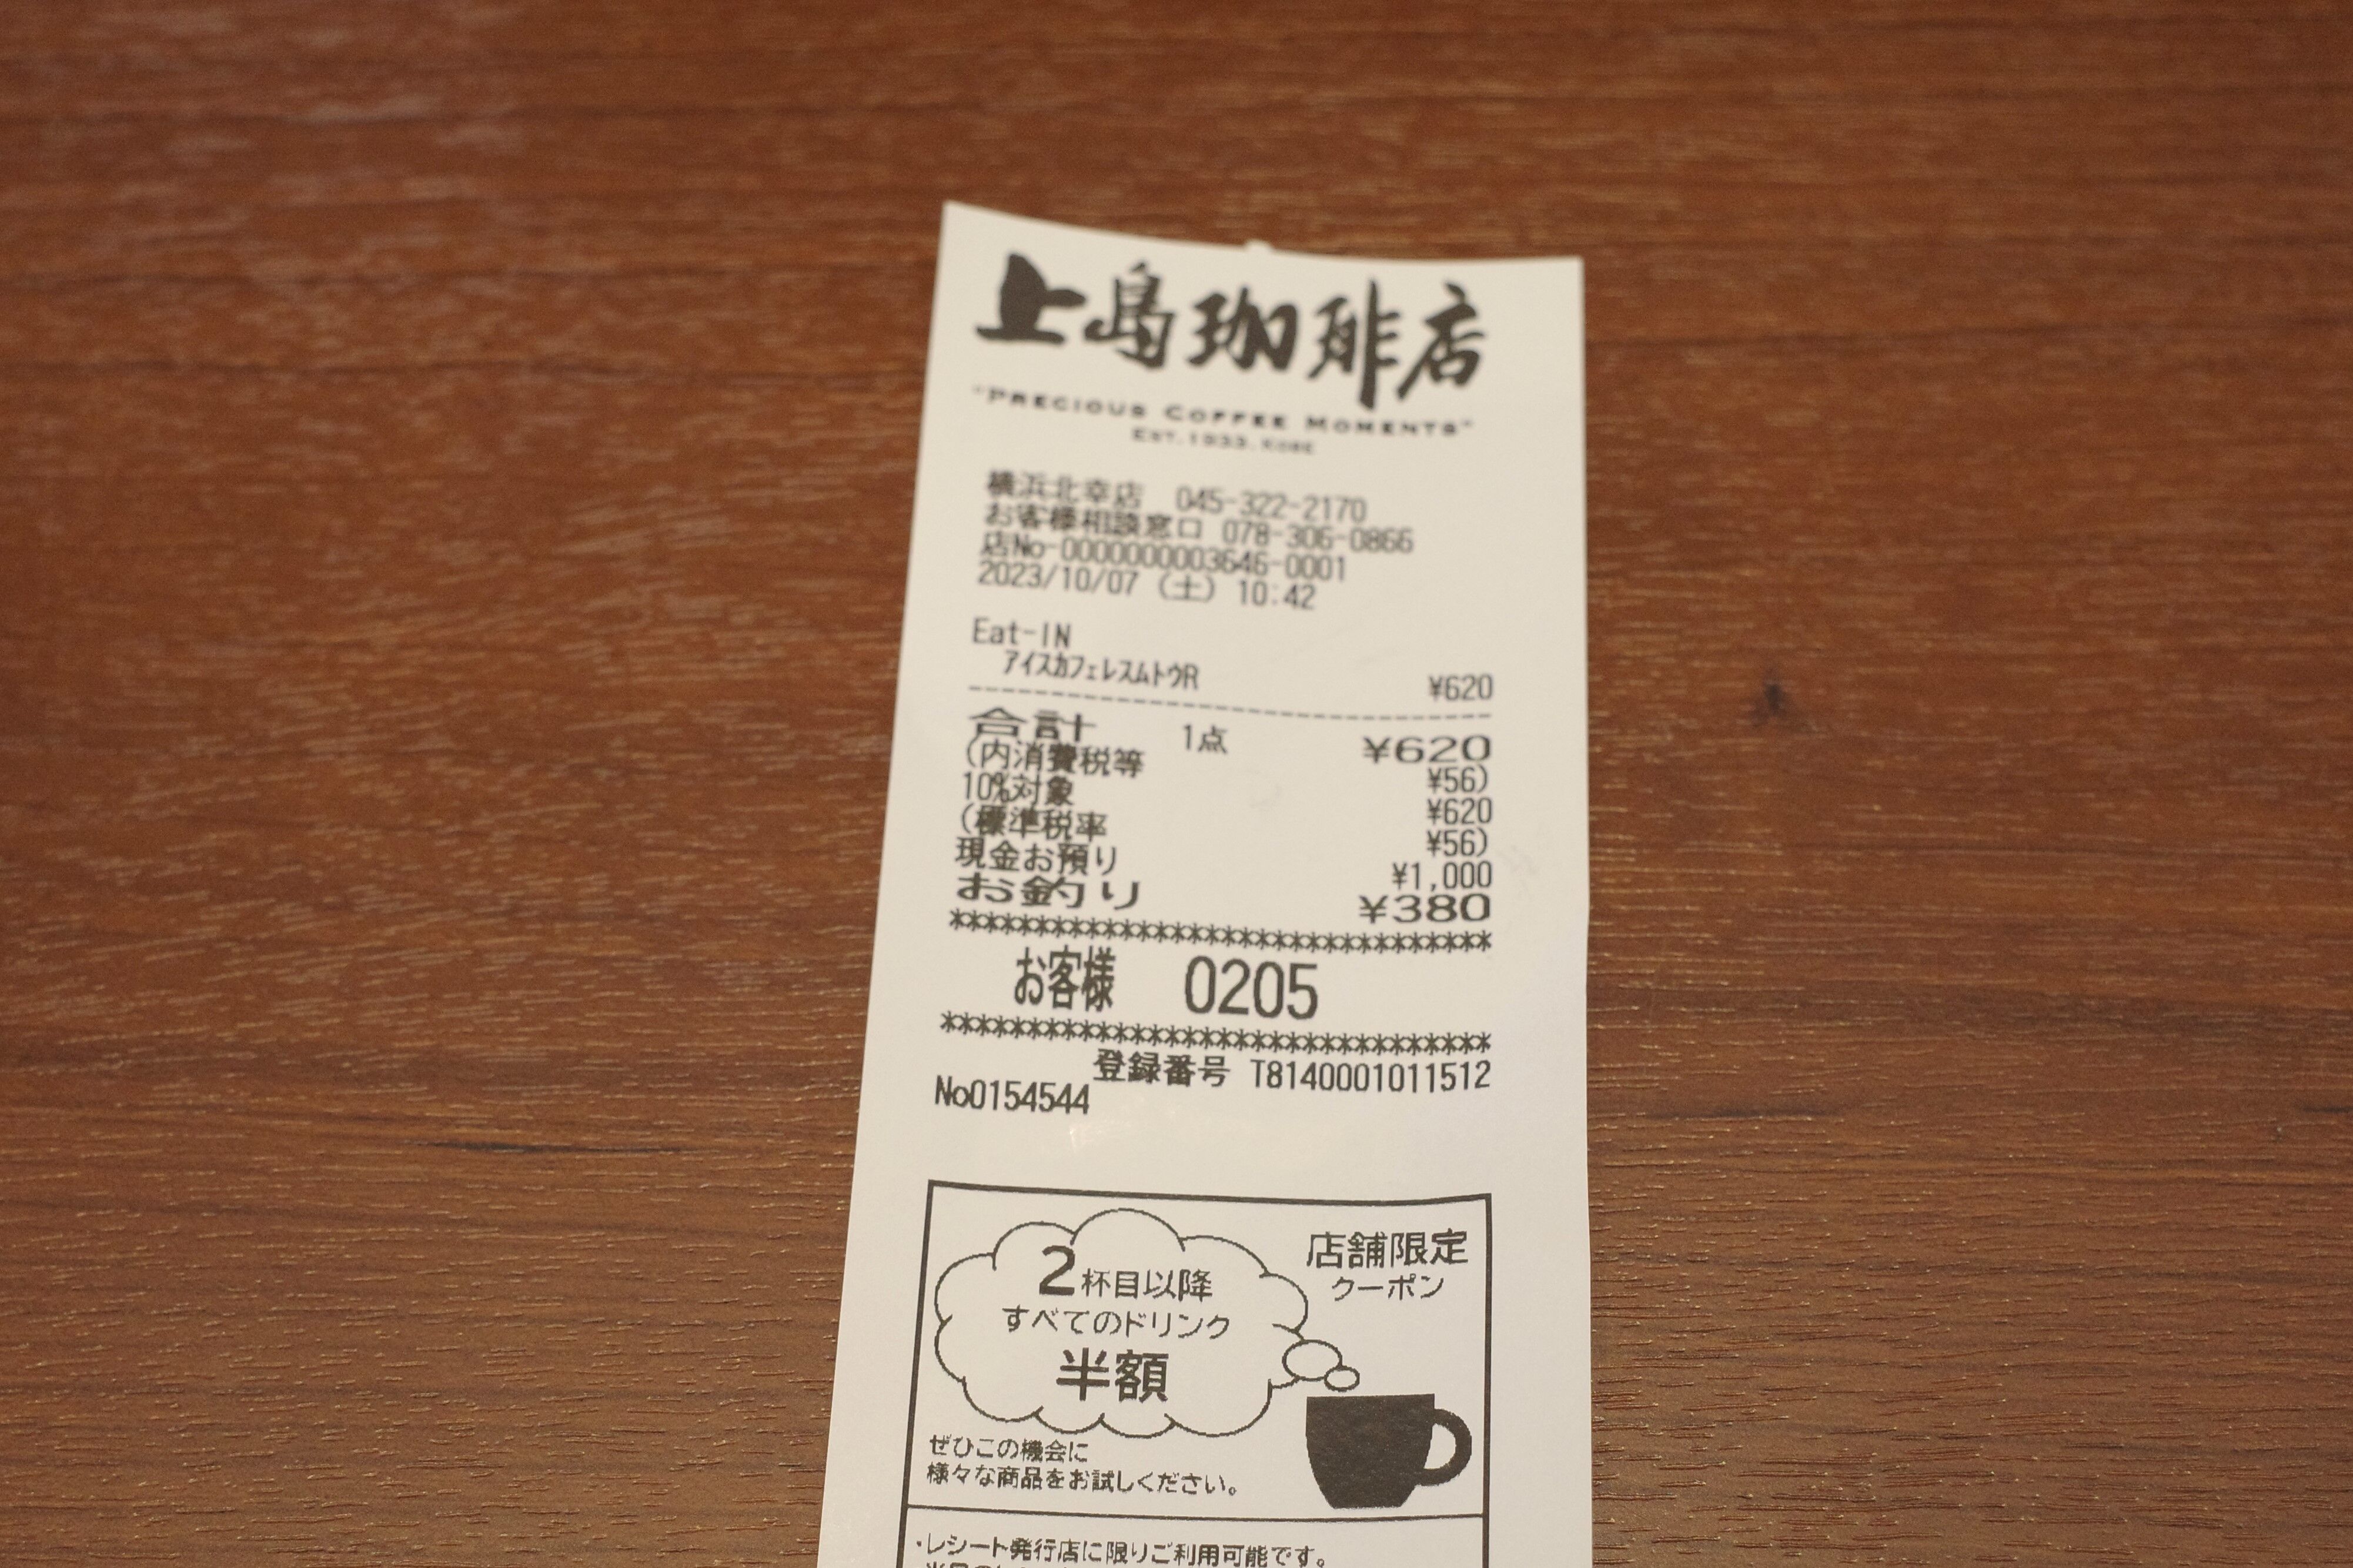 上島珈琲店
"PRECIOUS COFFEE MOMENTS"
EST. 1933. KOBE
横浜北幸店 045-322-2170
お客様相談窓口 078-306-0866
店No-0000000003646-0001
2023/10/07 (土) 10:42
Eat-IN
アイスカフェレスムトウR ¥620
合計 1点 ¥620
(内消費税等 ¥56)
10%対象 ¥620
(標準税率 ¥56)
現金お預り ¥1,000
お釣り ¥380
*******************************
お客様 0205
*******************************
登録番号 T8140001011512
No0154544
2杯目以降
すべてのドリンク
半額
店舗限定
クーポン
ぜひこの機会に
様々な商品をお試しください。
・レシート発行店に限りご利用可能です。